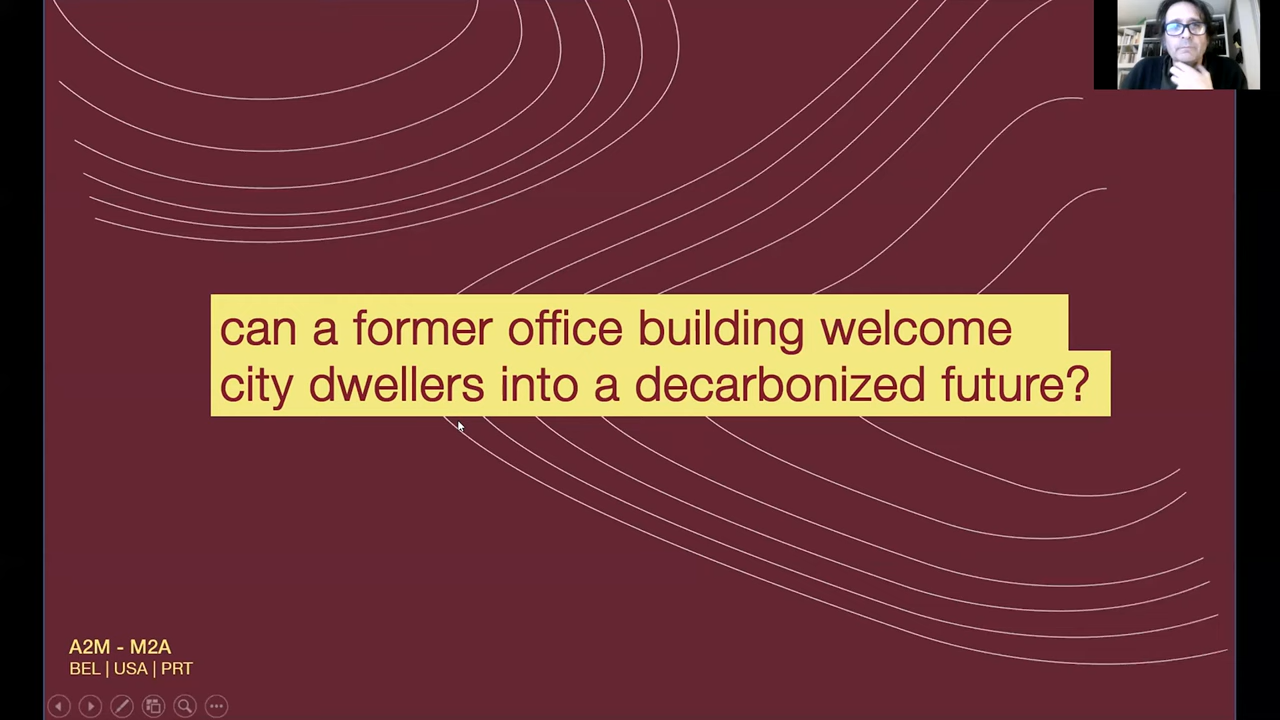 can a former office building welcome
city dwellers into a decarbonized future?
A2M - M2A
BEL | USA | PRT